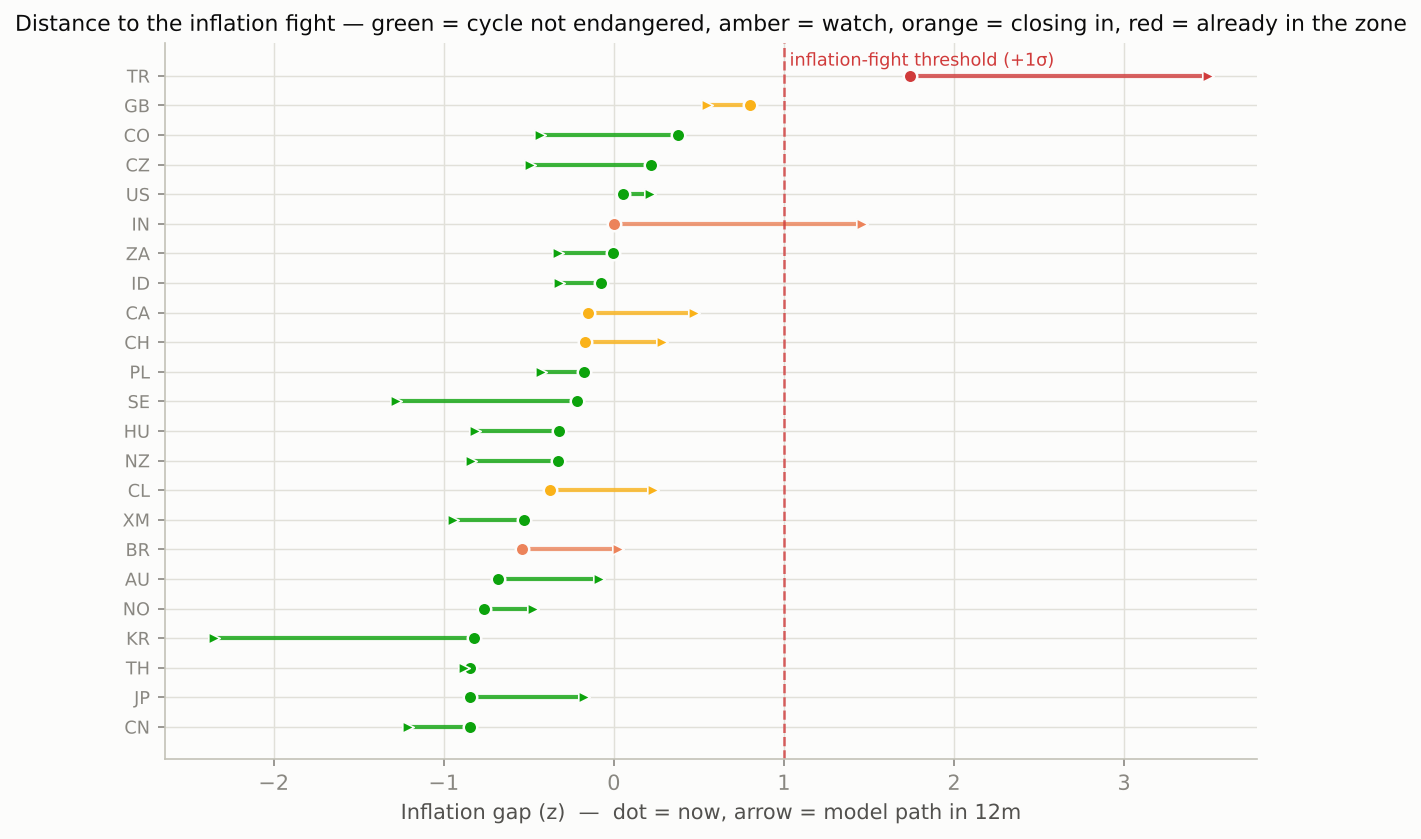 Distance to the inflation fight — green = cycle not endangered, amber = watch, orange = closing in, red = already in the zone
inflation-fight threshold (+1σ)
TR
GB
CO
CZ
US
IN
ZA
ID
CA
CH
PL
SE
HU
NZ
CL
XM
BR
AU
NO
KR
TH
JP
CN
−2 −1 0 1 2 3
Inflation gap (z) — dot = now, arrow = model path in 12m